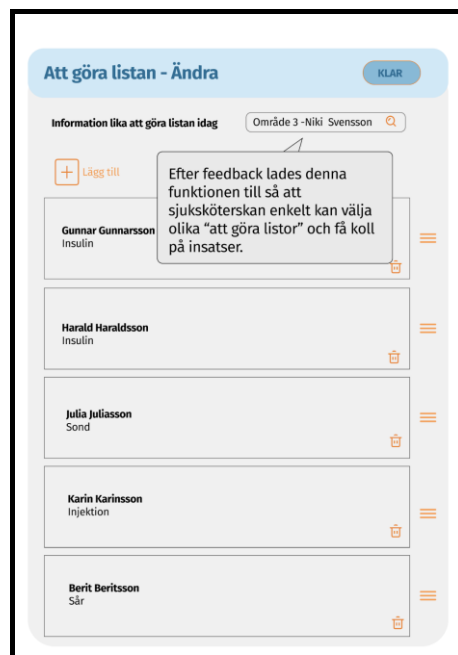 Att göra listan - Ändra
KLAR
Information lika att göra listan idag
Område 3 -Niki Svensson
Lägg till
Efter feedback lades denna
funktionen till så att
sjuksköterskan enkelt kan välja
olika “att göra listor” och få koll
på insatser.
Gunnar Gunnarsson
Insulin
Harald Haraldsson
Insulin
Julia Juliasson
Sond
Karin Karinsson
Injektion
Berit Beritsson
Sår